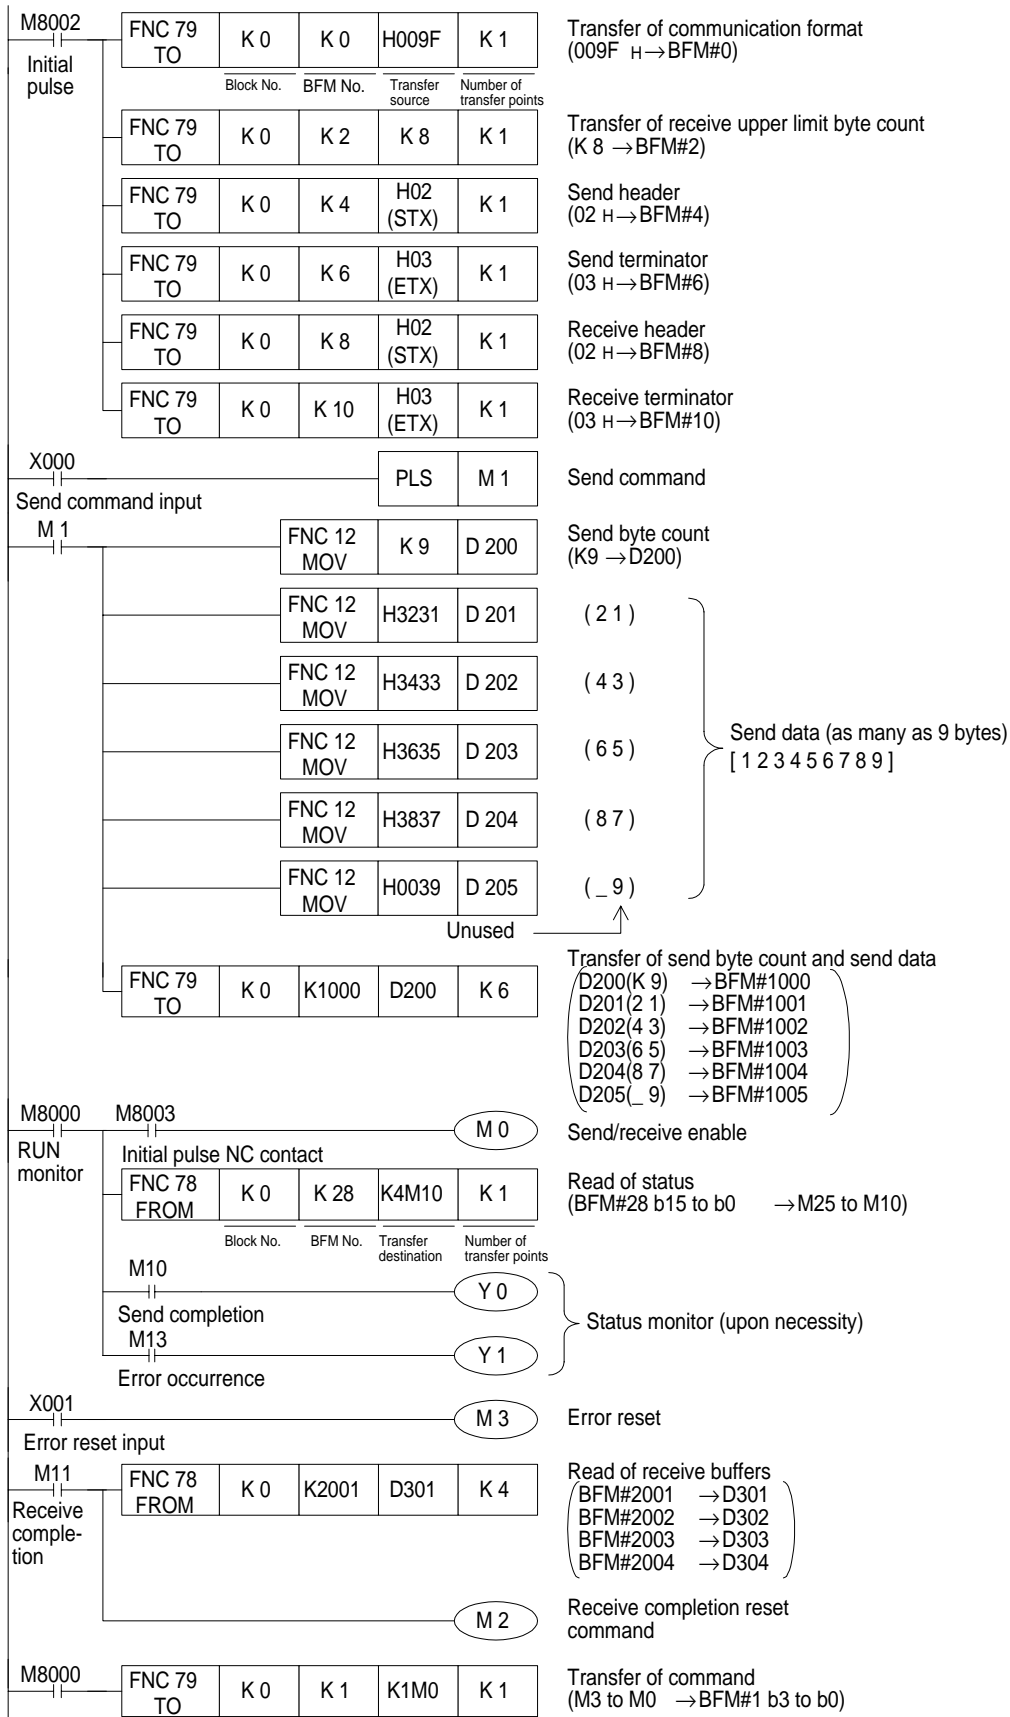 M8002
Initial
pulse
FNC 79
TO
K 0
K 0
H009F
K 1
Transfer of communication format
(009F H→BFM#0)
Block No.
BFM No.
Transfer
source
Number of
transfer points
FNC 79
TO
K 0
K 2
K 8
K 1
Transfer of receive upper limit byte count
(K 8 →BFM#2)
FNC 79
TO
K 0
K 4
H02
(STX)
K 1
Send header
(02 H→BFM#4)
FNC 79
TO
K 0
K 6
H03
(ETX)
K 1
Send terminator
(03 H→BFM#6)
FNC 79
TO
K 0
K 8
H02
(STX)
K 1
Receive header
(02 H→BFM#8)
FNC 79
TO
K 0
K 10
H03
(ETX)
K 1
Receive terminator
(03 H→BFM#10)
X000
Send command input
PLS
M 1
Send command
M 1
FNC 12
MOV
K 9
D 200
Send byte count
(K9 →D200)
FNC 12
MOV
H3231
D 201
( 2 1 )
FNC 12
MOV
H3433
D 202
( 4 3 )
FNC 12
MOV
H3635
D 203
( 6 5 )
Send data (as many as 9 bytes)
[ 1 2 3 4 5 6 7 8 9 ]
FNC 12
MOV
H3837
D 204
( 8 7 )
FNC 12
MOV
H0039
D 205
( _ 9 )
Unused
FNC 79
TO
K 0
K1000
D200
K 6
Transfer of send byte count and send data
D200(K 9) →BFM#1000
D201(2 1) →BFM#1001
D202(4 3) →BFM#1002
D203(6 5) →BFM#1003
D204(8 7) →BFM#1004
D205(_ 9) →BFM#1005
M8000
RUN
monitor
M8003
Initial pulse NC contact
M 0
Send/receive enable
FNC 78
FROM
K 0
K 28
K4M10
K 1
Read of status
(BFM#28 b15 to b0 →M25 to M10)
Block No.
BFM No.
Transfer
destination
Number of
transfer points
M10
Send completion
Y 0
Status monitor (upon necessity)
M13
Error occurrence
Y 1
X001
Error reset input
M 3
Error reset
M11
Receive
comple-
tion
FNC 78
FROM
K 0
K2001
D301
K 4
Read of receive buffers
BFM#2001 →D301
BFM#2002 →D302
BFM#2003 →D303
BFM#2004 →D304
M 2
Receive completion reset
command
M8000
FNC 79
TO
K 0
K 1
K1M0
K 1
Transfer of command
(M3 to M0 →BFM#1 b3 to b0)